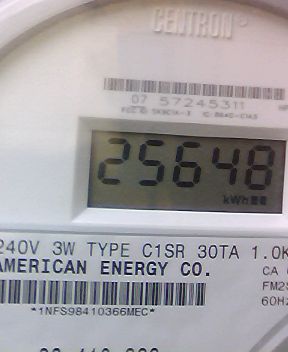 CENTRON®
07 57245311
25648
kWh
240V 3W TYPE C1SR 30TA 1.0K
AMERICAN ENERGY CO.
CA
FM2S
60Hz
*1NFS98410366MEC*